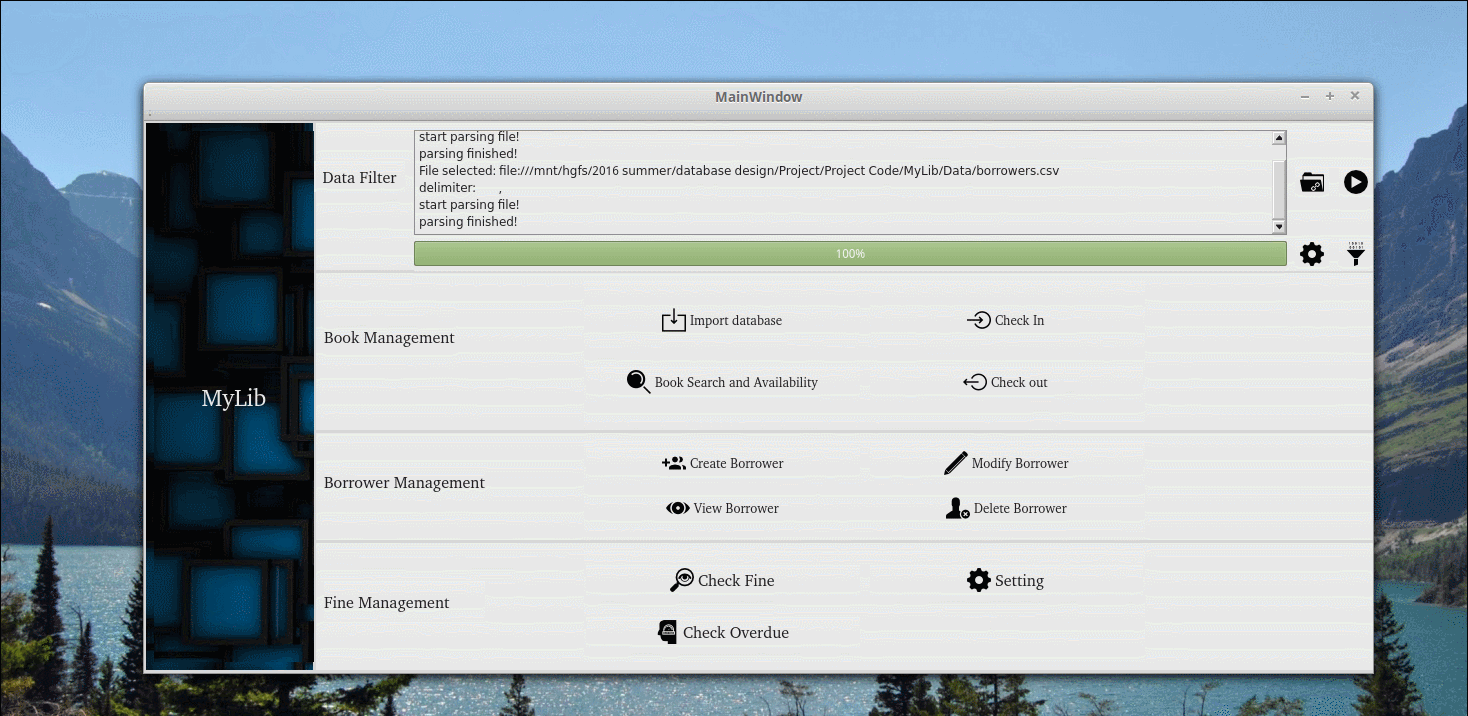 MainWindow
MyLib
Data Filter
start parsing file!
parsing finished!
File selected: file:///mnt/hgfs/2016 summer/database design/Project/Project Code/MyLib/Data/borrowers.csv
delimiter: ,
start parsing file!
parsing finished!
100%
Book Management
Import database
Check In
Book Search and Availability
Check out
Borrower Management
Create Borrower
Modify Borrower
View Borrower
Delete Borrower
Fine Management
Check Fine
Setting
Check Overdue